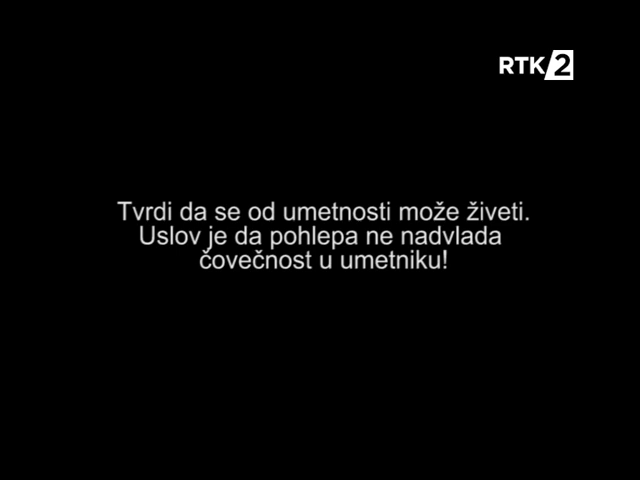 RTK2
Tvrdi da se od umetnosti može živeti.
Uslov je da pohlepa ne nadvlada
čovečnost u umetniku!